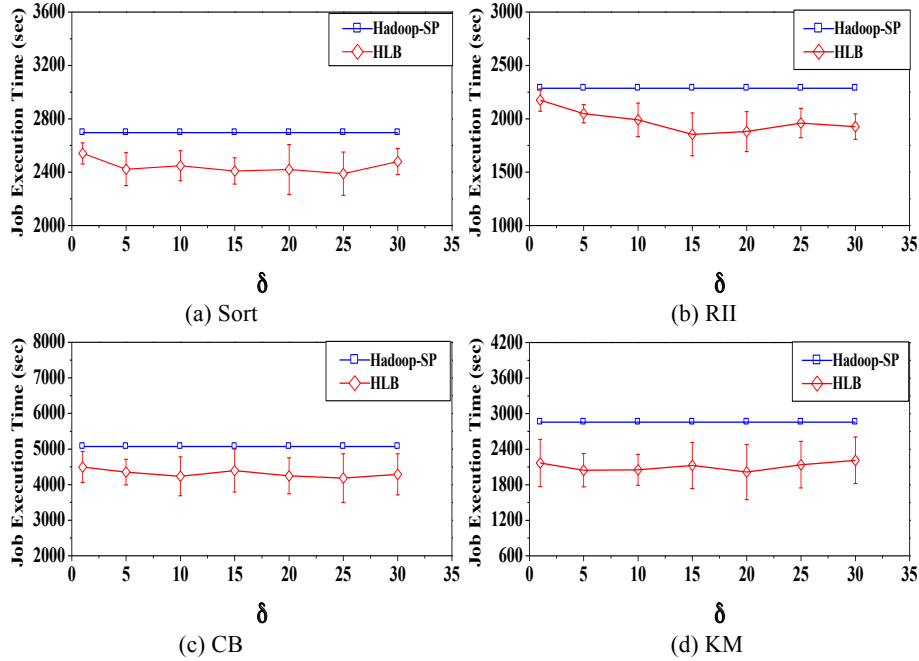 3600
3200
2800
2400
2000
Job Execution Time (sec)
Hadoop-SP
HLB
0 5 10 15 20 25 30 35
δ
(a) Sort
3000
2500
2000
1500
1000
Job Execution Time (sec)
Hadoop-SP
HLB
0 5 10 15 20 25 30 35
δ
(b) RII
8000
7000
6000
5000
4000
3000
2000
Job Execution Time (sec)
Hadoop-SP
HLB
0 5 10 15 20 25 30 35
δ
(c) CB
4200
3600
3000
2400
1800
1200
600
Job Execution Time (sec)
Hadoop-SP
HLB
0 5 10 15 20 25 30 35
δ
(d) KM